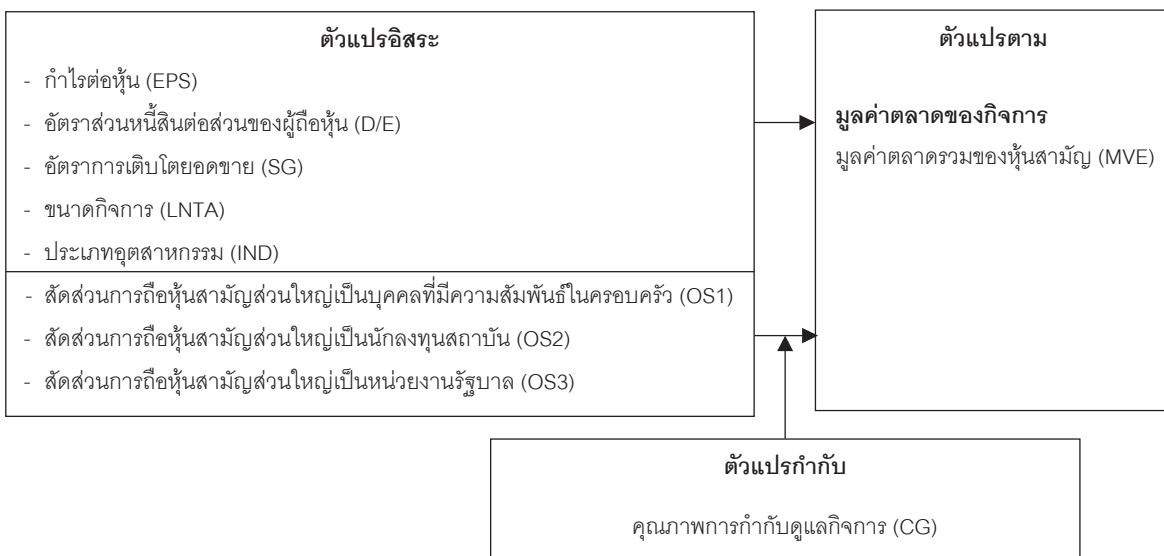 ตัวแปรอิสระ
- กำไรต่อหุ้น (EPS)
- อัตราส่วนหนี้สินต่อส่วนของผู้ถือหุ้น (D/E)
- อัตราการเติบโตยอดขาย (SG)
- ขนาดกิจการ (LNTA)
- ประเภทอุตสาหกรรม (IND)
- สัดส่วนการถือหุ้นสามัญส่วนใหญ่เป็นบุคคลที่มีความสัมพันธ์ในครอบครัว (OS1)
- สัดส่วนการถือหุ้นสามัญส่วนใหญ่เป็นนักลงทุนสถาบัน (OS2)
- สัดส่วนการถือหุ้นสามัญส่วนใหญ่เป็นหน่วยงานรัฐบาล (OS3)
ตัวแปรตาม
มูลค่าตลาดของกิจการ
มูลค่าตลาดรวมของหุ้นสามัญ (MVE)
ตัวแปรกำกับ
คุณภาพการกำกับดูแลกิจการ (CG)